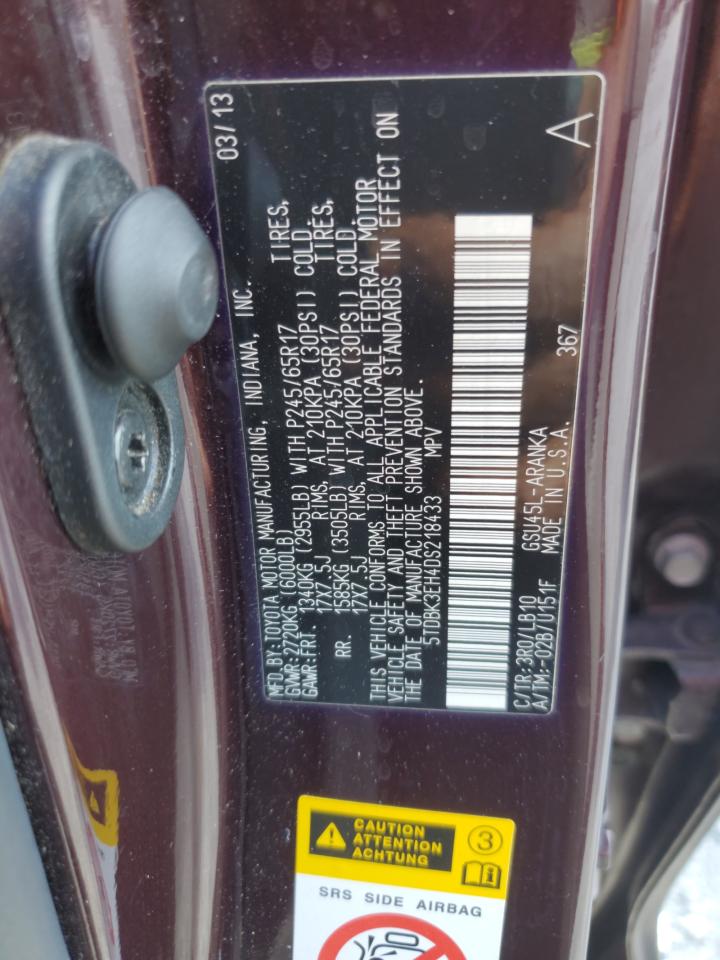 MFD. BY: TOYOTA MOTOR MANUFACTURING, INDIANA, INC. 03/13
GVWR: 2720KG (6000LB)
GAWR: FRT. 1340KG (2955LB) WITH P245/65R17 TIRES,
17X7.5J RIMS, AT 210KPA (30PSI) COLD
RR. 1585KG (3505LB) WITH P245/65R17 TIRES,
17X7.5J RIMS, AT 210KPA (30PSI) COLD.
THIS VEHICLE CONFORMS TO ALL APPLICABLE FEDERAL MOTOR
VEHICLE SAFETY AND THEFT PREVENTION STANDARDS IN EFFECT ON
THE DATE OF MANUFACTURE SHOWN ABOVE.
5TDBK3EH4DS218433 MPV
A
C/TR: 3R0/LB10 GSU45L-ARANKA 367
A/TM: -02B/U151F MADE IN U.S.A.
CAUTION
ATTENTION
ACHTUNG
3
SRS SIDE AIRBAG